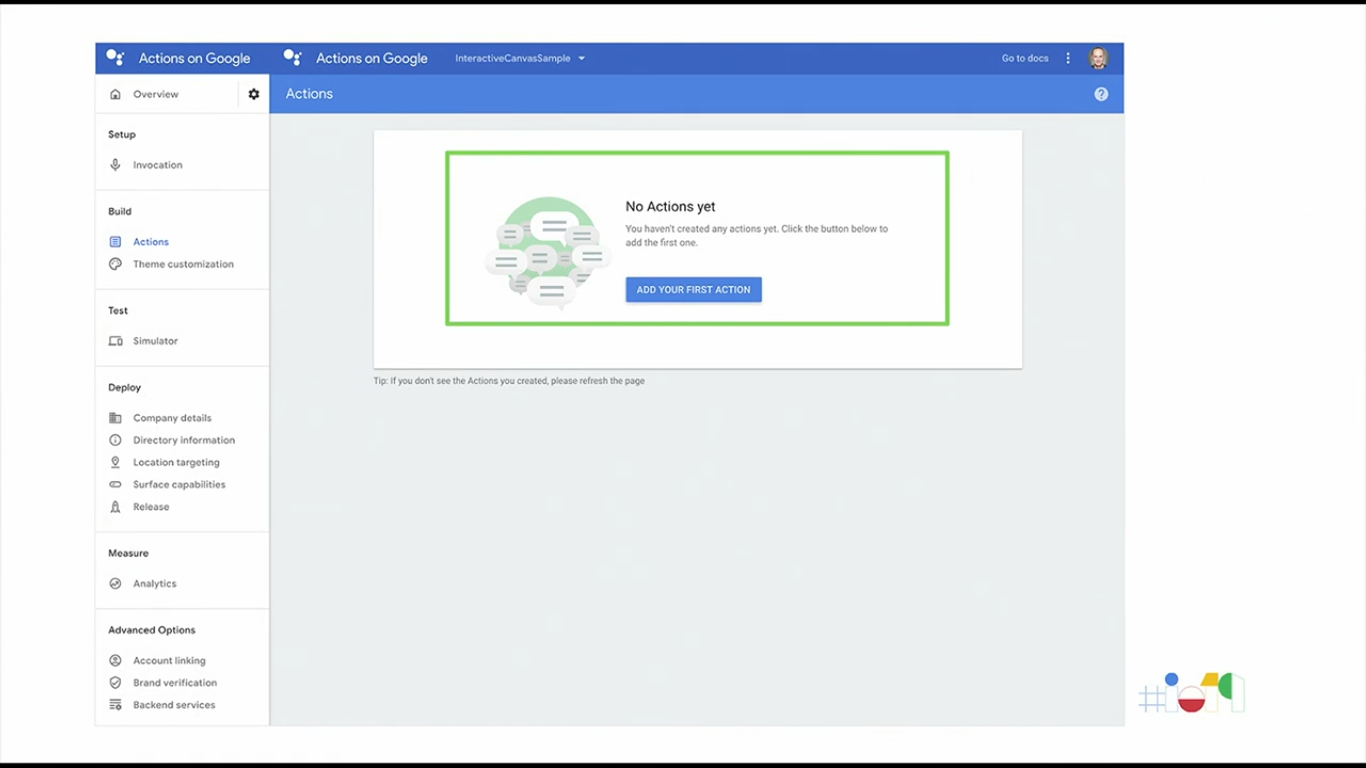 Actions on Google
Actions on Google
InteractiveCanvasSample
Go to docs
Overview
Actions
Setup
Invocation
Build
Actions
Theme customization
Test
Simulator
Deploy
Company details
Directory information
Location targeting
Surface capabilities
Release
Measure
Analytics
Advanced Options
Account linking
Brand verification
Backend services
No Actions yet
You haven't created any actions yet. Click the button below to
add the first one.
ADD YOUR FIRST ACTION
Tip: If you don't see the Actions you created, please refresh the page
#io19